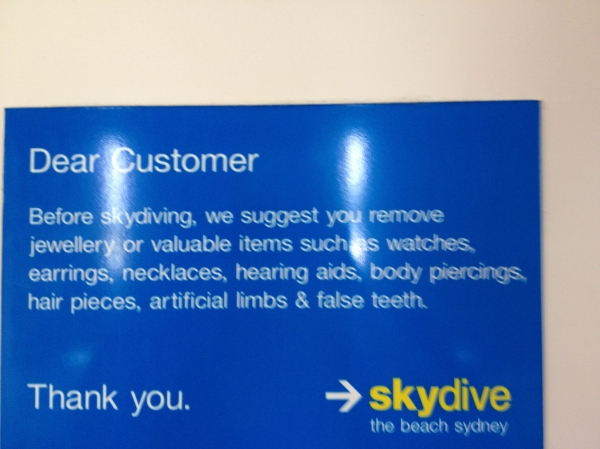 Dear Customer
Before skydiving, we suggest you remove
jewellery or valuable items such as watches,
earrings, necklaces, hearing aids, body piercings,
hair pieces, artificial limbs & false teeth.
Thank you.
skydive
the beach sydney